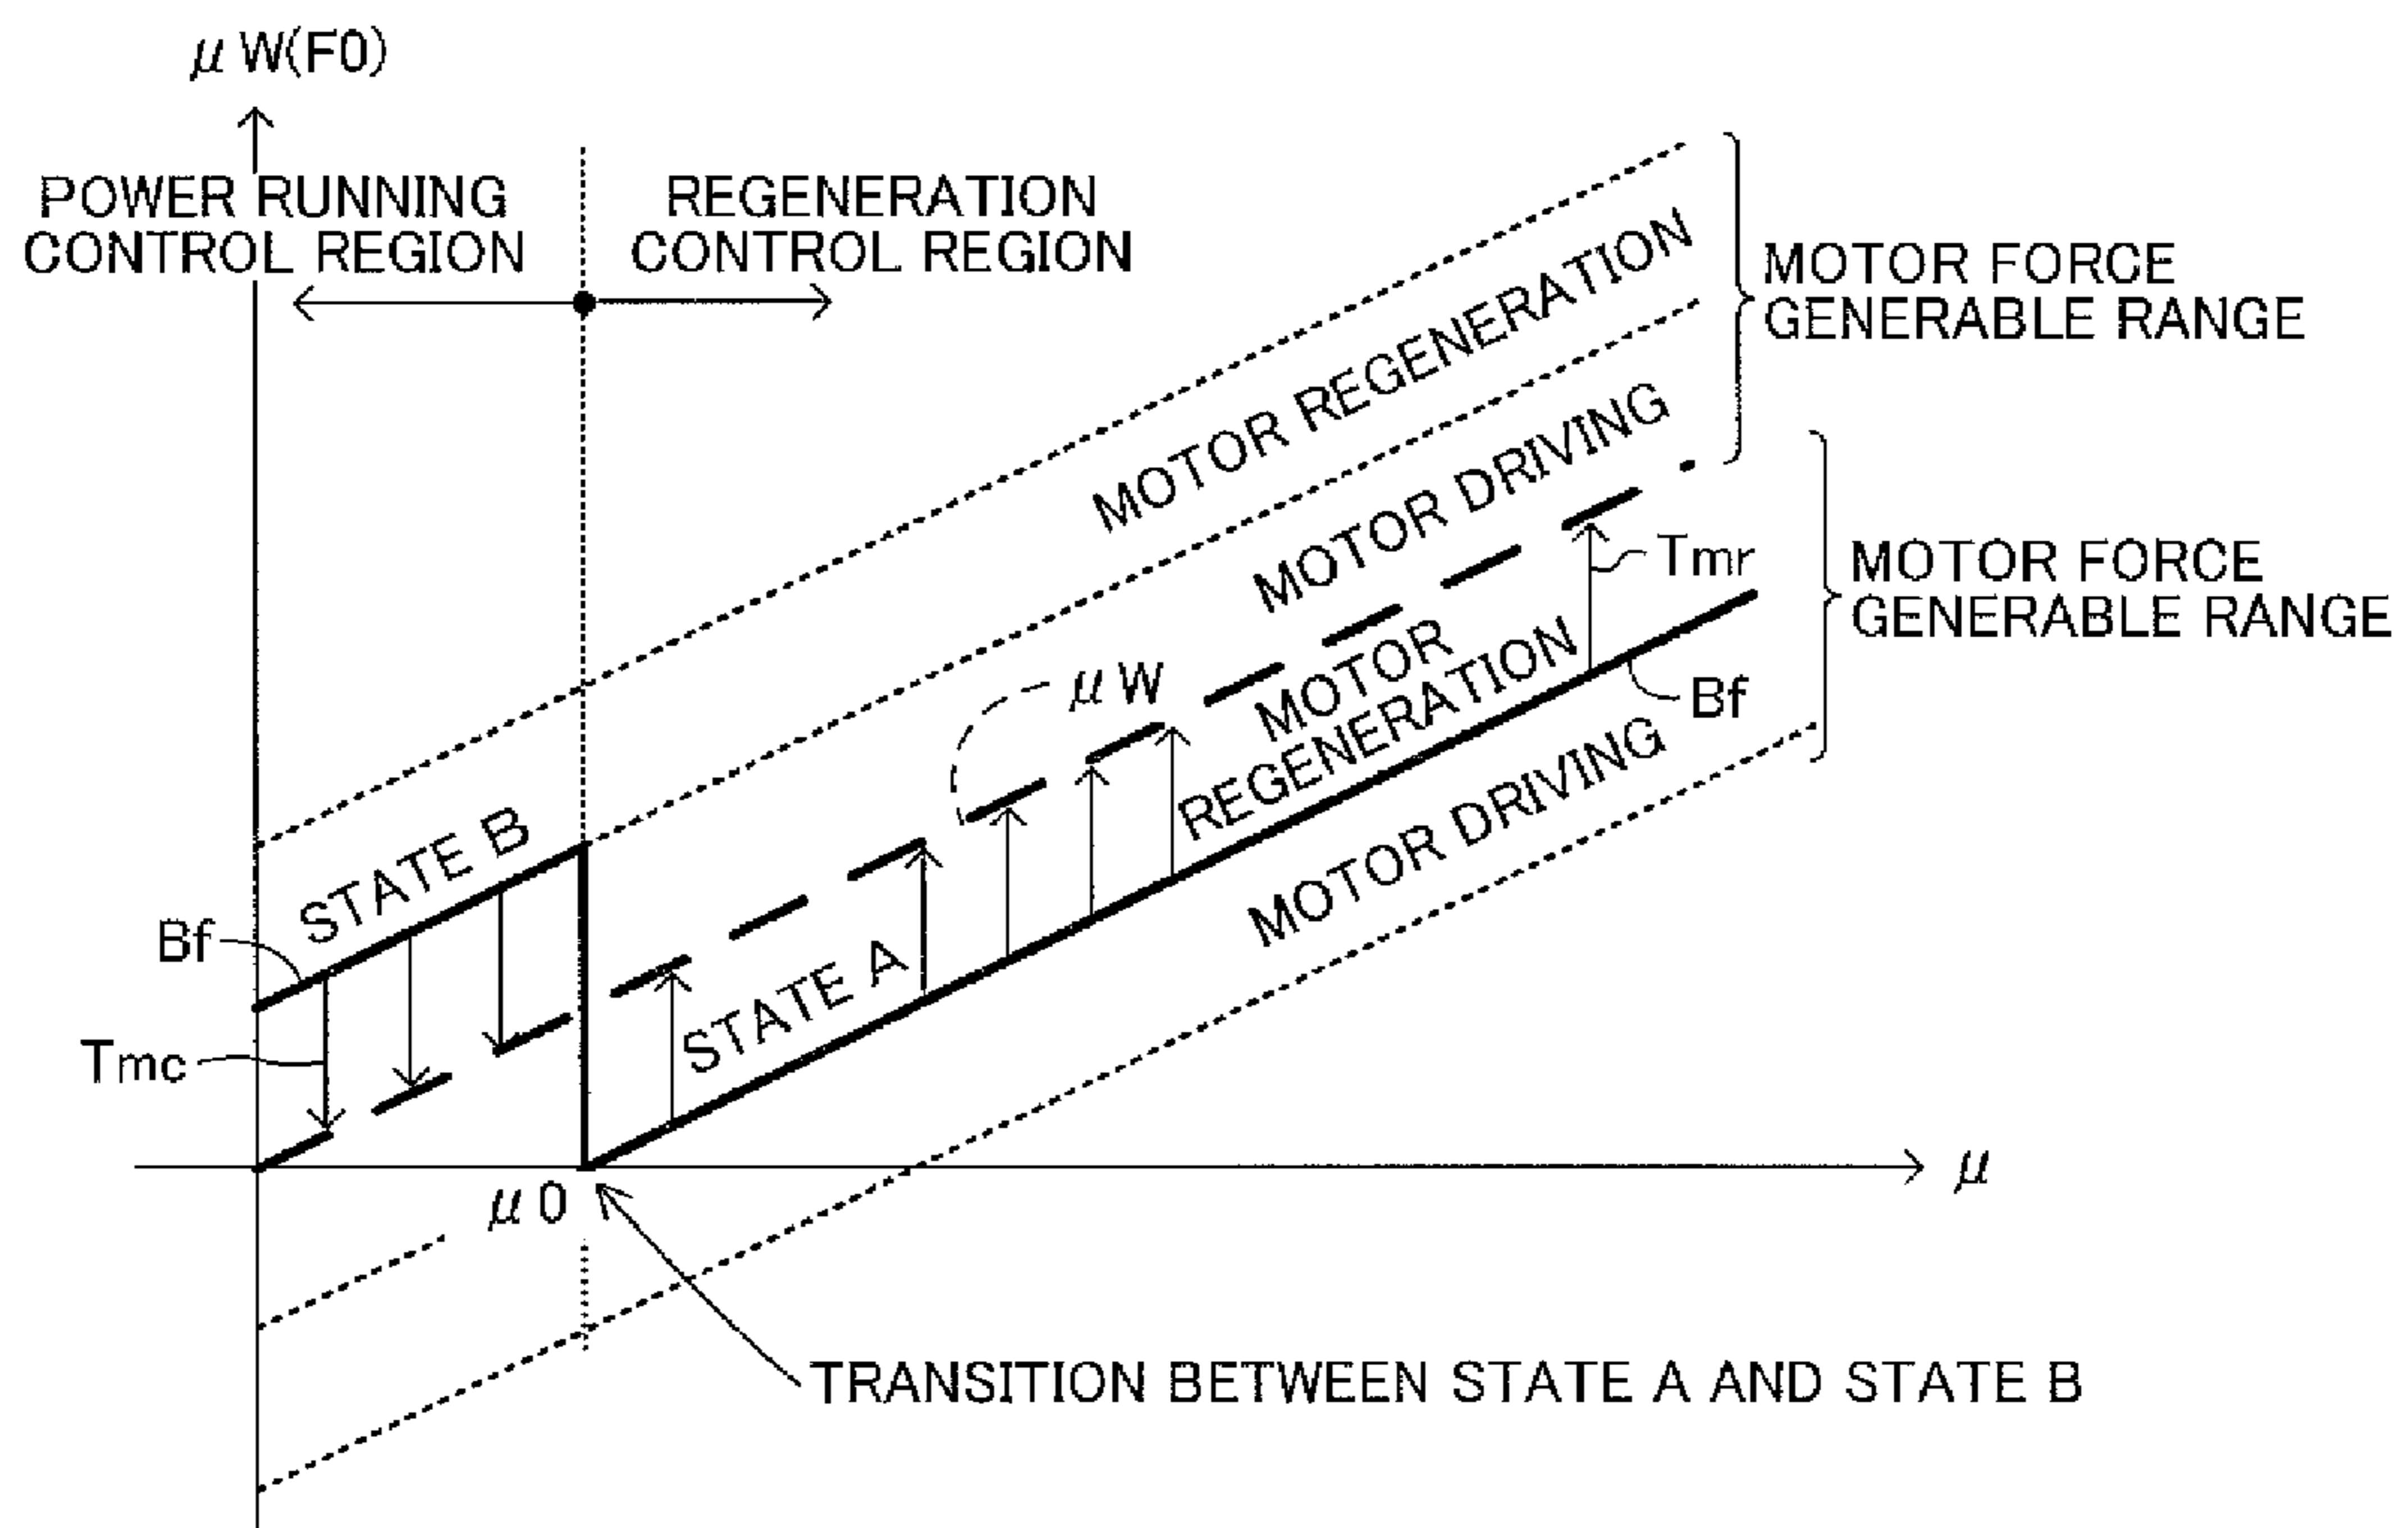 μW(F0)
POWER RUNNING
CONTROL REGION
REGENERATION
CONTROL REGION
MOTOR REGENERATION
MOTOR FORCE
GENERABLE RANGE
MOTOR DRIVING
Tmr
MOTOR FORCE
GENERABLE RANGE
μW
MOTOR
REGENERATION
Bf
MOTOR DRIVING
STATE B
Bf
STATE A
Tmc
μ
μ0
TRANSITION BETWEEN STATE A AND STATE B